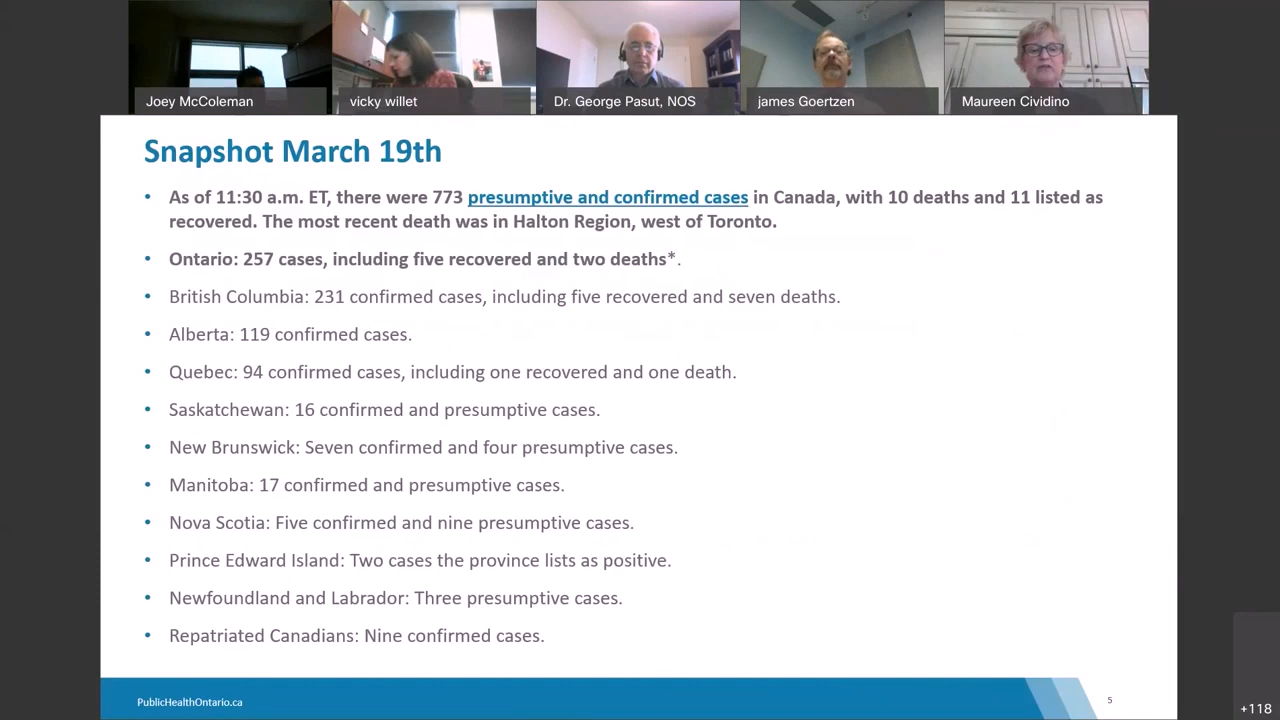 Joey McColeman
vicky willet
Dr. George Pasut, NOS
james Goertzen
Maureen Cividino
Snapshot March 19th
• As of 11:30 a.m. ET, there were 773 presumptive and confirmed cases in Canada, with 10 deaths and 11 listed as
recovered. The most recent death was in Halton Region, west of Toronto.
• Ontario: 257 cases, including five recovered and two deaths*.
• British Columbia: 231 confirmed cases, including five recovered and seven deaths.
• Alberta: 119 confirmed cases.
• Quebec: 94 confirmed cases, including one recovered and one death.
• Saskatchewan: 16 confirmed and presumptive cases.
• New Brunswick: Seven confirmed and four presumptive cases.
• Manitoba: 17 confirmed and presumptive cases.
• Nova Scotia: Five confirmed and nine presumptive cases.
• Prince Edward Island: Two cases the province lists as positive.
• Newfoundland and Labrador: Three presumptive cases.
• Repatriated Canadians: Nine confirmed cases.
PublicHealthOntario.ca
5
+118